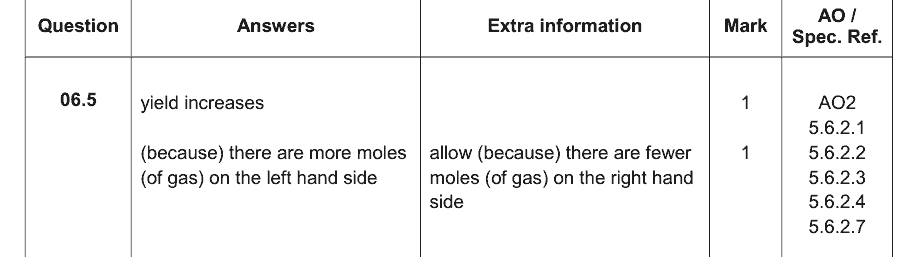 Question Answers Extra information Mark AO /
Spec. Ref.
06.5 yield increases 1 AO2
5.6.2.1
(because) there are more moles allow (because) there are fewer 1 5.6.2.2
(of gas) on the left hand side moles (of gas) on the right hand 5.6.2.3
side 5.6.2.4
5.6.2.7